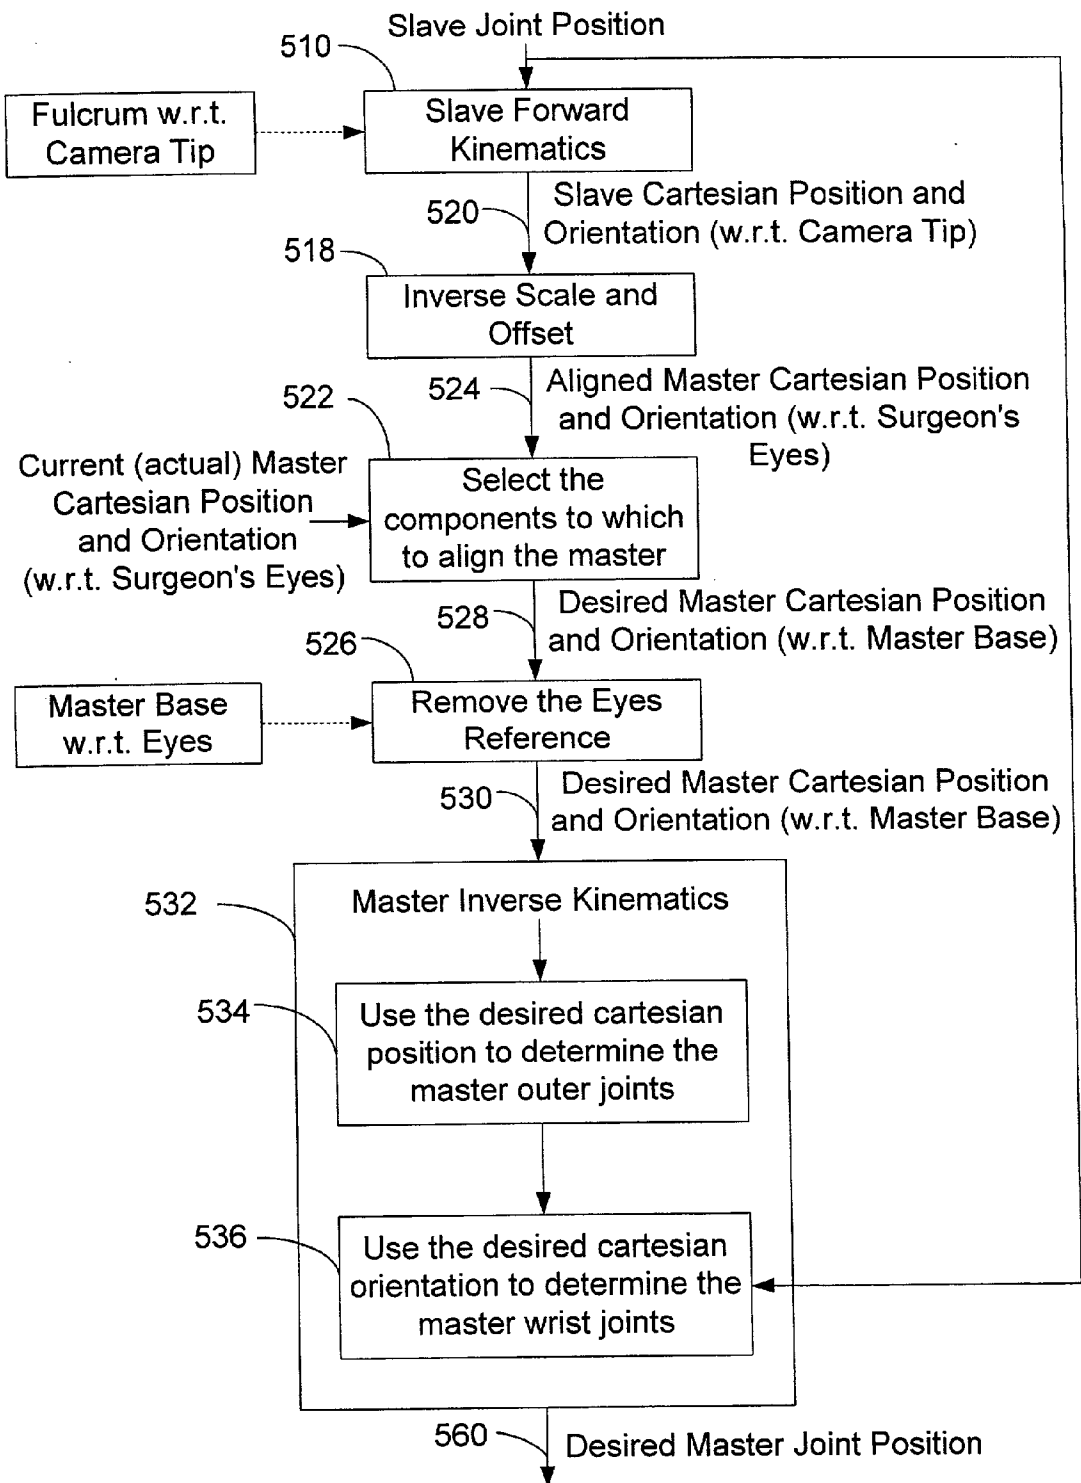 Slave Joint Position
510
Fulcrum w.r.t.
Camera Tip
Slave Forward
Kinematics
520
Slave Cartesian Position and
Orientation (w.r.t. Camera Tip)
518
Inverse Scale and
Offset
524
Aligned Master Cartesian Position
and Orientation (w.r.t. Surgeon's
Eyes)
522
Current (actual) Master
Cartesian Position
and Orientation
(w.r.t. Surgeon's Eyes)
Select the
components to which
to align the master
528
Desired Master Cartesian Position
and Orientation (w.r.t. Master Base)
526
Master Base
w.r.t. Eyes
Remove the Eyes
Reference
530
Desired Master Cartesian Position
and Orientation (w.r.t. Master Base)
532
Master Inverse Kinematics
534
Use the desired cartesian
position to determine the
master outer joints
536
Use the desired cartesian
orientation to determine the
master wrist joints
560
Desired Master Joint Position